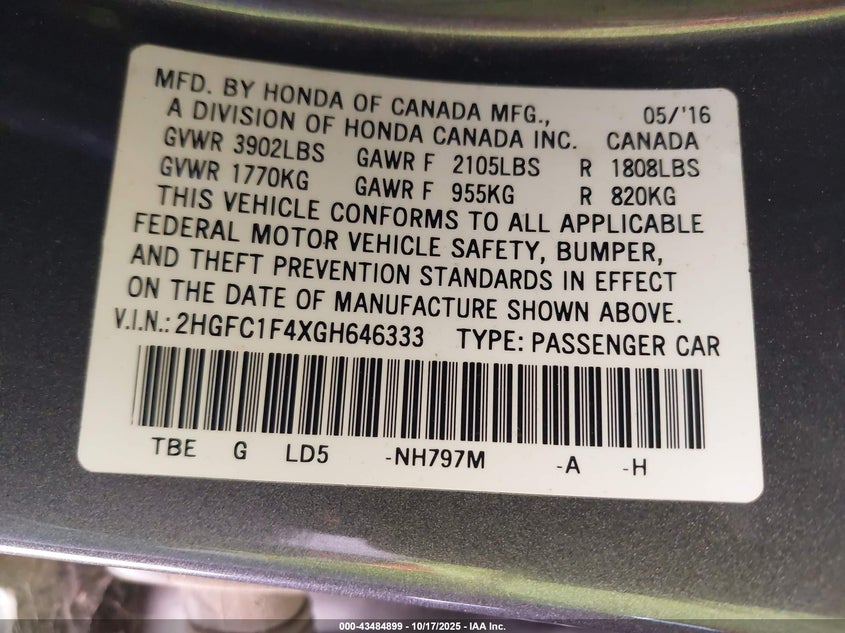 MFD. BY HONDA OF CANADA MFG., 05/'16
A DIVISION OF HONDA CANADA INC. CANADA
GVWR 3902LBS GAWR F 2105LBS R 1808LBS
GVWR 1770KG GAWR F 955KG R 820KG
THIS VEHICLE CONFORMS TO ALL APPLICABLE
FEDERAL MOTOR VEHICLE SAFETY, BUMPER,
AND THEFT PREVENTION STANDARDS IN EFFECT
ON THE DATE OF MANUFACTURE SHOWN ABOVE.
V.I.N.: 2HGFC1F4XGH646333 TYPE: PASSENGER CAR
TBE G LD5 -NH797M -A -H
000-43484899 - 10/17/2025 - IAA Inc.